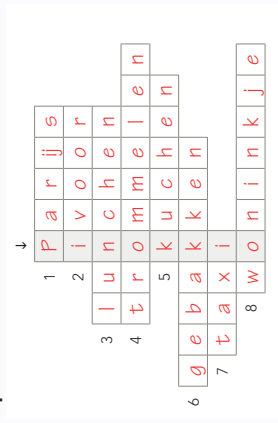 1 Parijs
2 ivoor
3 lunchen
4 trommelen
5 kuchen
6 gebakken
7 taxi
8 woninkje